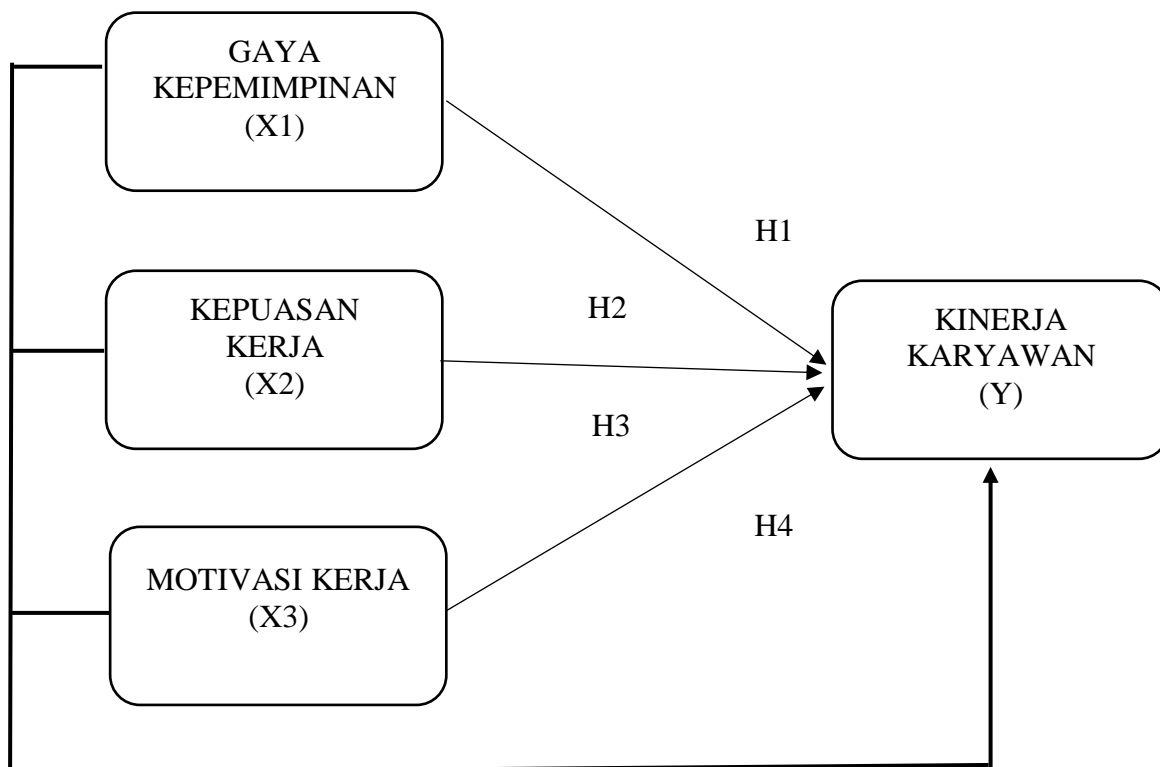 GAYA
KEPEMIMPINAN
(X1)
H1
KEPUASAN
KERJA
(X2)
H2
KINERJA
KARYAWAN
(Y)
H3
H4
MOTIVASI KERJA
(X3)